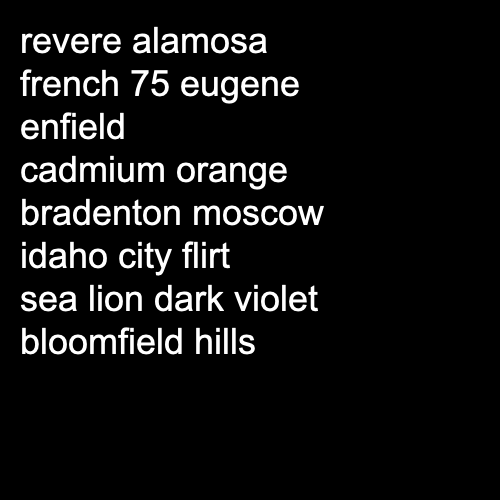 revere alamosa
french 75 eugene
enfield
cadmium orange
bradenton moscow
idaho city flirt
sea lion dark violet
bloomfield hills